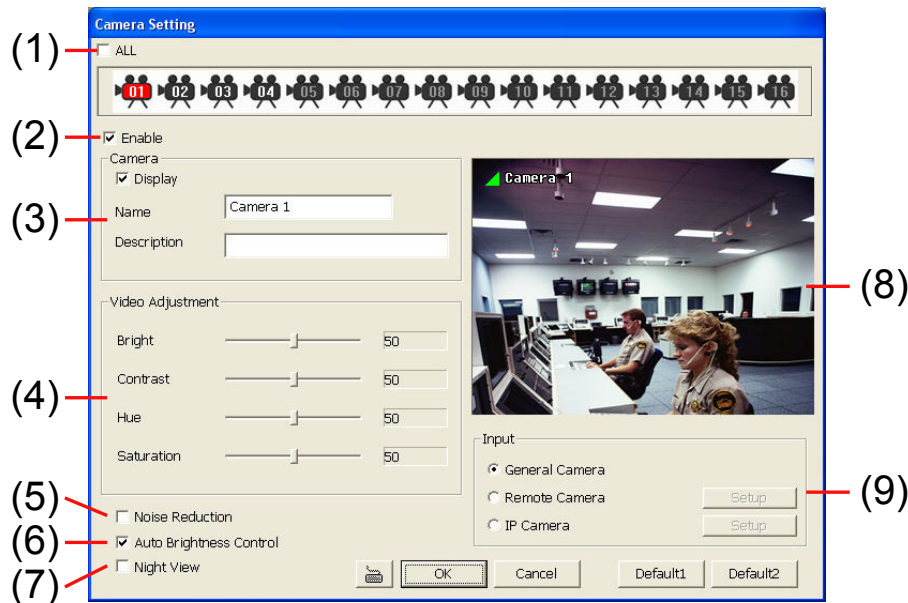 Camera Setting
(1)
ALL
01 02 03 04 05 06 07 08 09 10 11 12 13 14 15 16
(2)
Enable
Camera
Display
(3)
Name
Camera 1
Description
Camera 1
(8)
Video Adjustment
Bright
50
Contrast
50
(4)
Hue
50
Saturation
50
Input
General Camera
Remote Camera
Setup
(9)
IP Camera
Setup
(5)
Noise Reduction
(6)
Auto Brightness Control
(7)
Night View
OK
Cancel
Default1
Default2